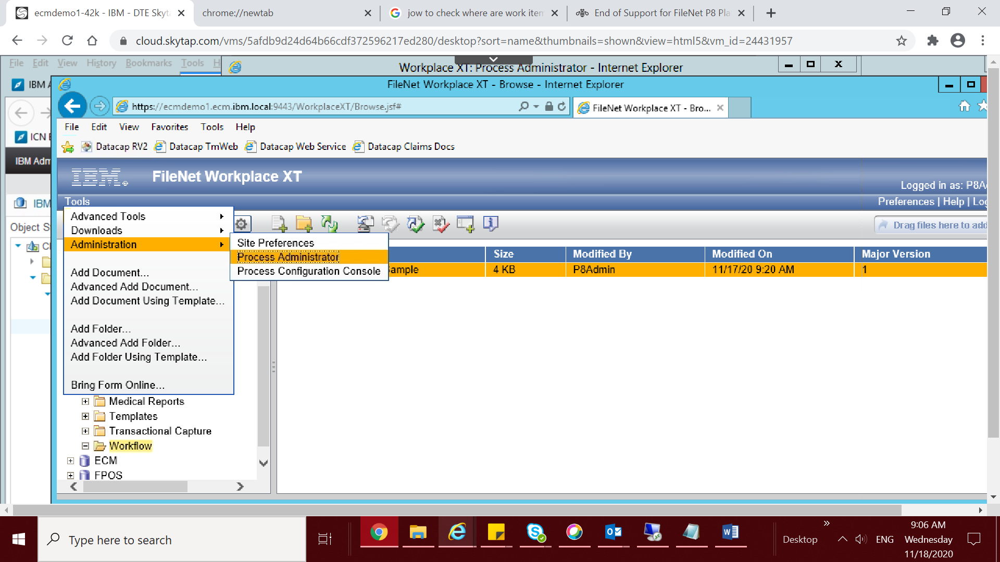 ecmdemo1-42k - IBM - DTE Skyta
chrome://newtab
jow to check where are work item
End of Support for FileNet P8 Pla
cloud.skytap.com/vms/5afdb9d24d64b66cdf372596217ed280/desktop?sort=name&thumbnails=shown&view=html5&vm_id=24431957
File Edit View History Bookmarks Tools H
Workplace XT: Process Administrator - Internet Explorer
IBM A
FileNet Workplace XT - Browse - Internet Explorer
https://ecmdemo1.ecm.ibm.local:9443/WorkplaceXT/Browse.jsf#
FileNet Workplace XT - Bro...
File Edit View Favorites Tools Help
ICN
Datacap RV2 Datacap TmWeb Datacap Web Service Datacap Claims Docs
IBM Adm
IBM FileNet Workplace XT
Logged in as: P8A
Tools
Preferences | Help | Log
IBM
Advanced Tools
Downloads
Administration
Drag files here to add
Object S
Site Preferences
Process Administrator
Process Configuration Console
Size Modified By Modified On Major Version
ample 4 KB P8Admin 11/17/20 9:20 AM 1
Add Document...
Advanced Add Document...
Add Document Using Template...
Add Folder...
Advanced Add Folder...
Add Folder Using Template...
Bring Form Online...
Medical Reports
Templates
Transactional Capture
Workflow
ECM
FPOS
Type here to search
Desktop
ENG
9:06 AM
Wednesday
11/18/2020